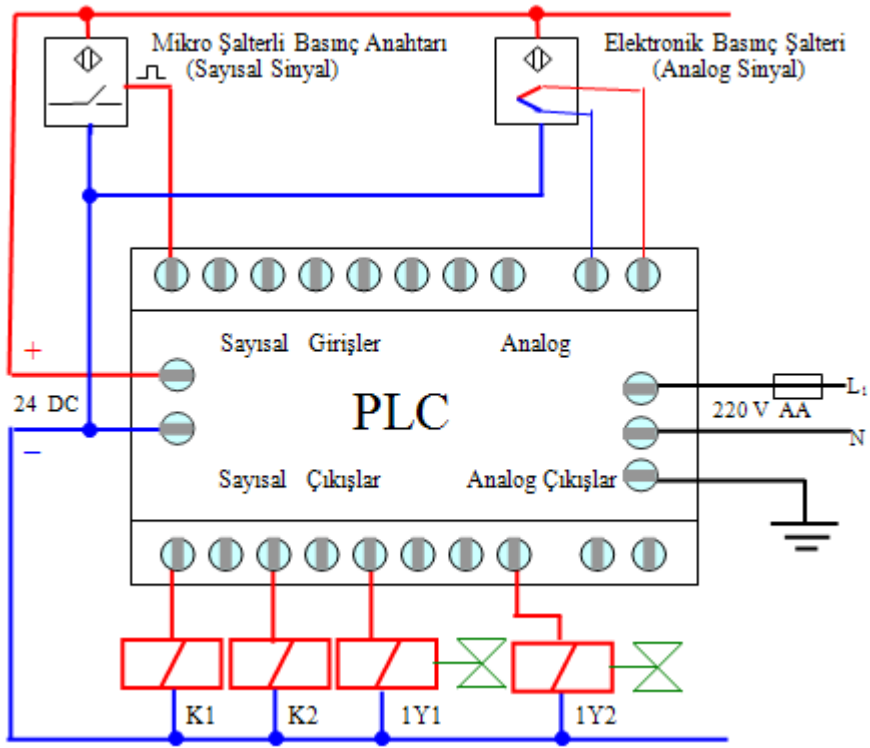 Mikro Şalterli Basınç Anahtarı
(Sayısal Sinyal)
Elektronik Basınç Şalteri
(Analog Sinyal)
Sayısal Girişler
Analog
+
24 DC
−
PLC
L₁
220 V AA
N
Sayısal Çıkışlar
Analog Çıkışlar
K1
K2
1Y1
1Y2